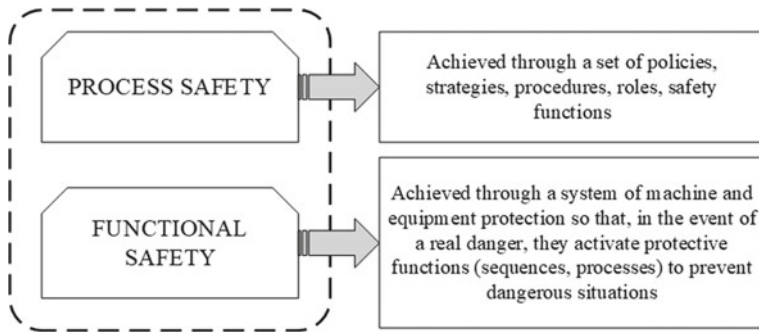 PROCESS SAFETY
Achieved through a set of policies,
strategies, procedures, roles, safety
functions
FUNCTIONAL
SAFETY
Achieved through a system of machine and
equipment protection so that, in the event of
a real danger, they activate protective
functions (sequences, processes) to prevent
dangerous situations